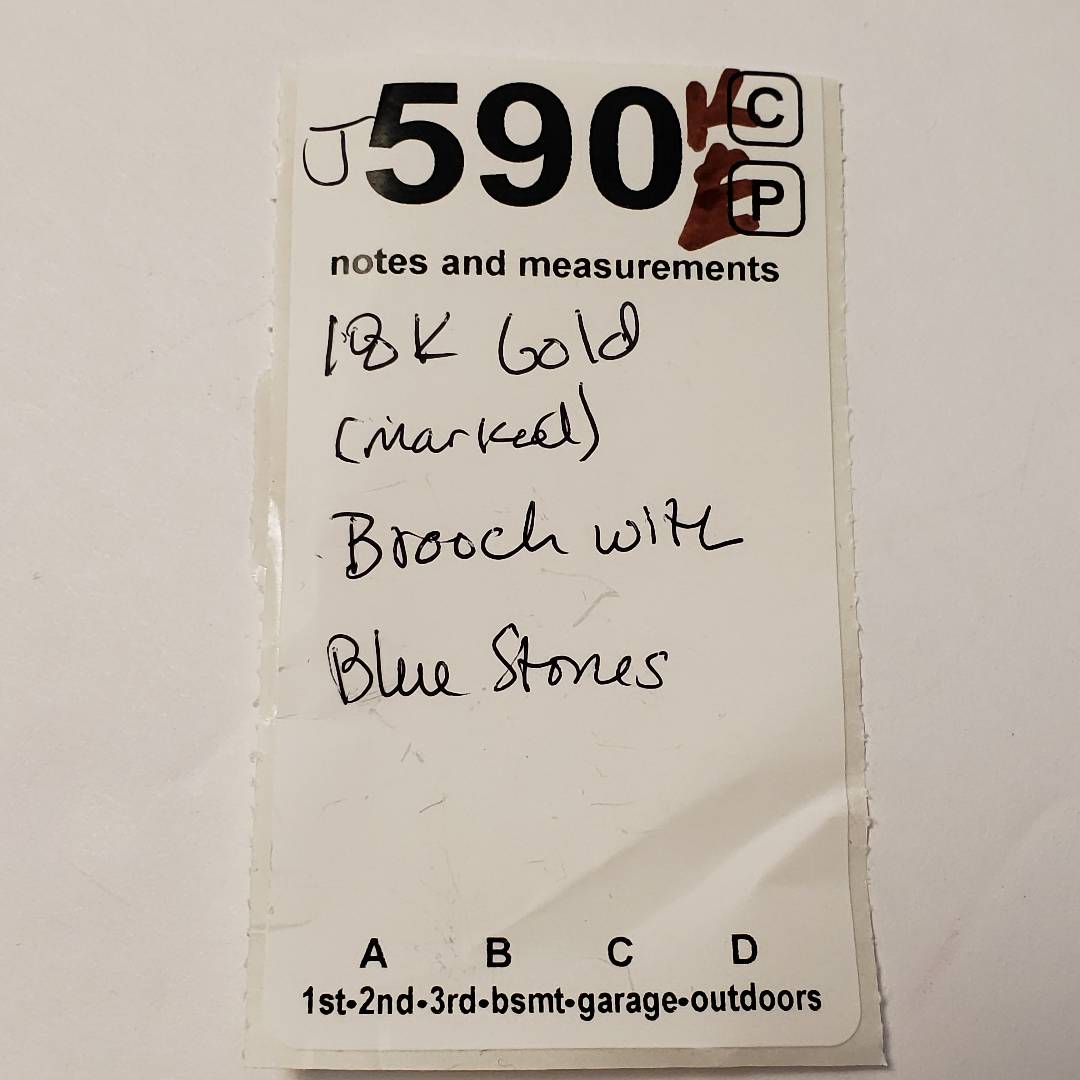 J590 C
P
notes and measurements
18K Gold
(Marked)
Brooch with
Blue Stones
A B C D
1st•2nd•3rd•bsmt•garage•outdoors